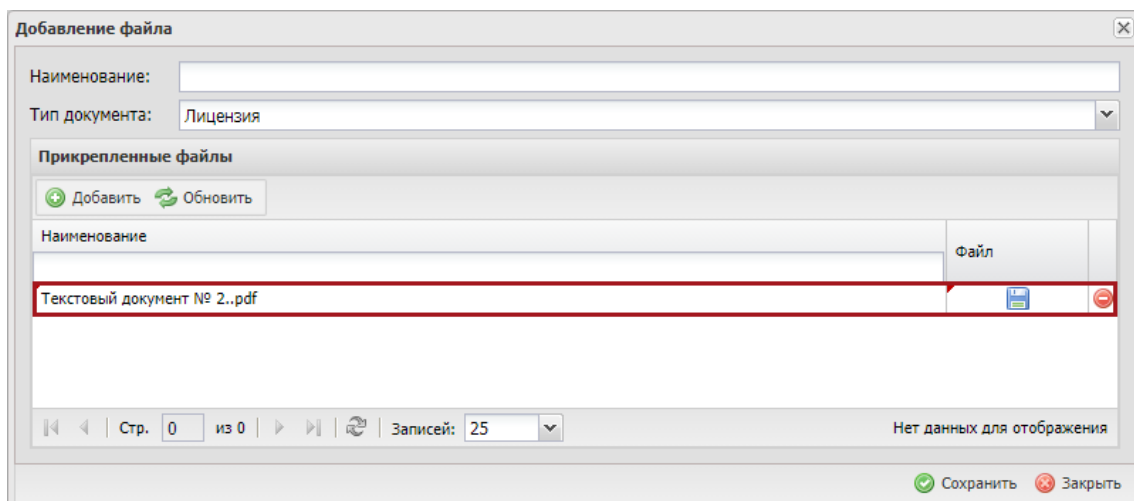 Добавление файла
Наименование:
Тип документа: Лицензия
Прикрепленные файлы
Добавить Обновить
Наименование Файл
Текстовый документ № 2..pdf
Стр. 0 из 0 Записей: 25 Нет данных для отображения
Сохранить Закрыть